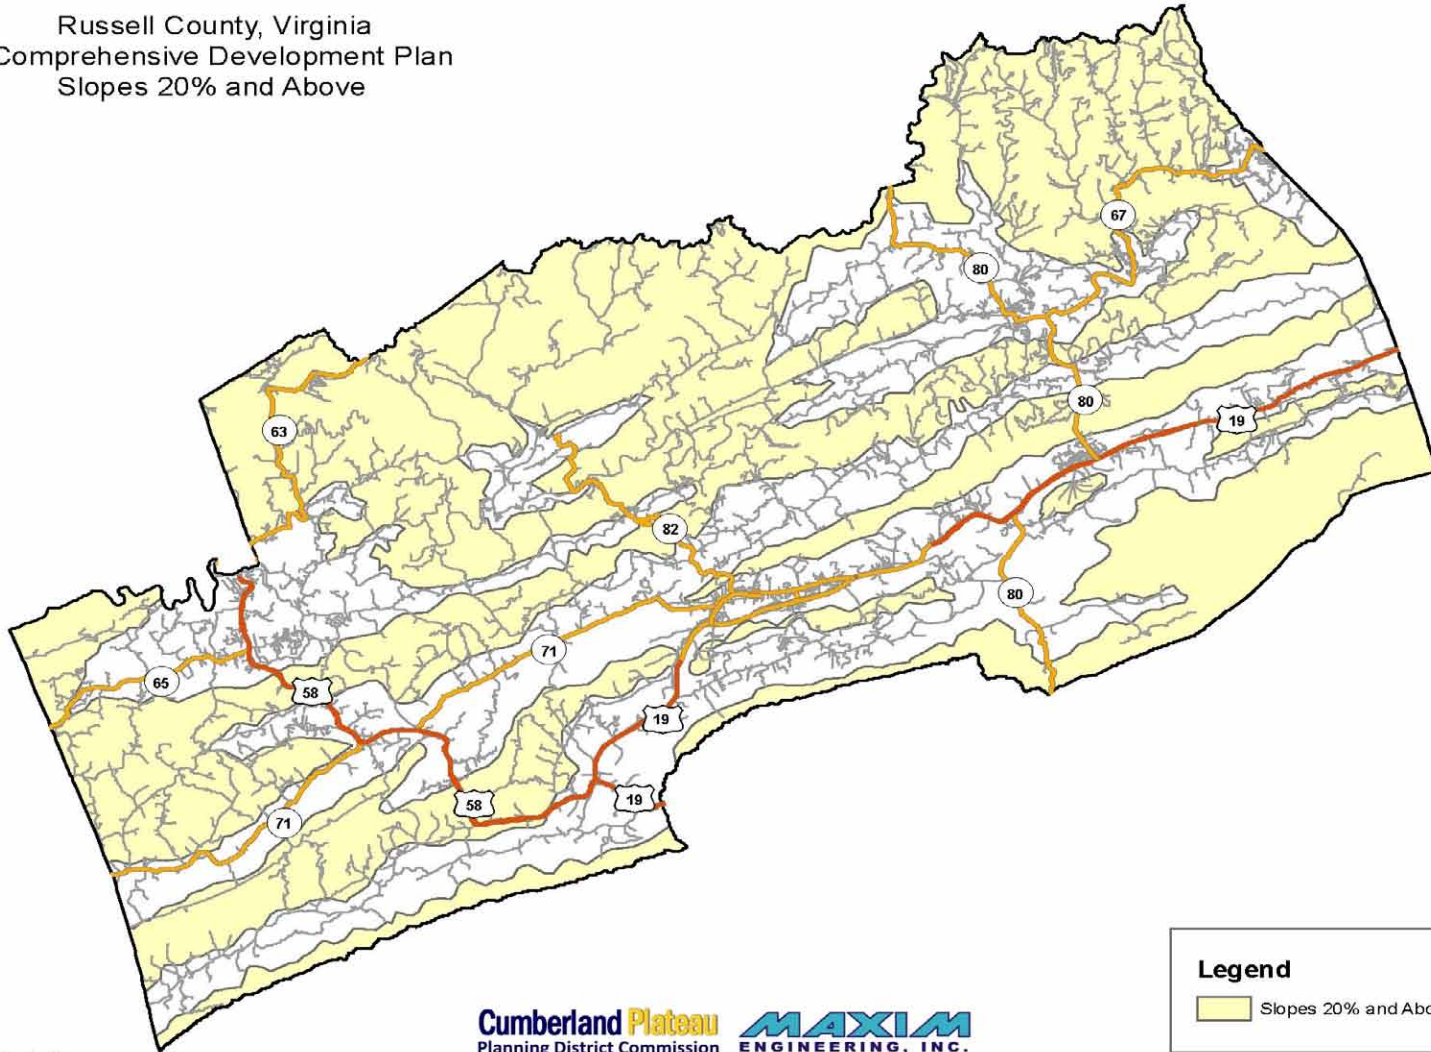 Russell County, Virginia
Comprehensive Development Plan
Slopes 20% and Above
67
80
63
80
19
82
80
71
65
58
19
58
19
71
Legend
Slopes 20% and Abo
Cumberland Plateau
Planning District Commission
MAXIM
ENGINEERING, INC.